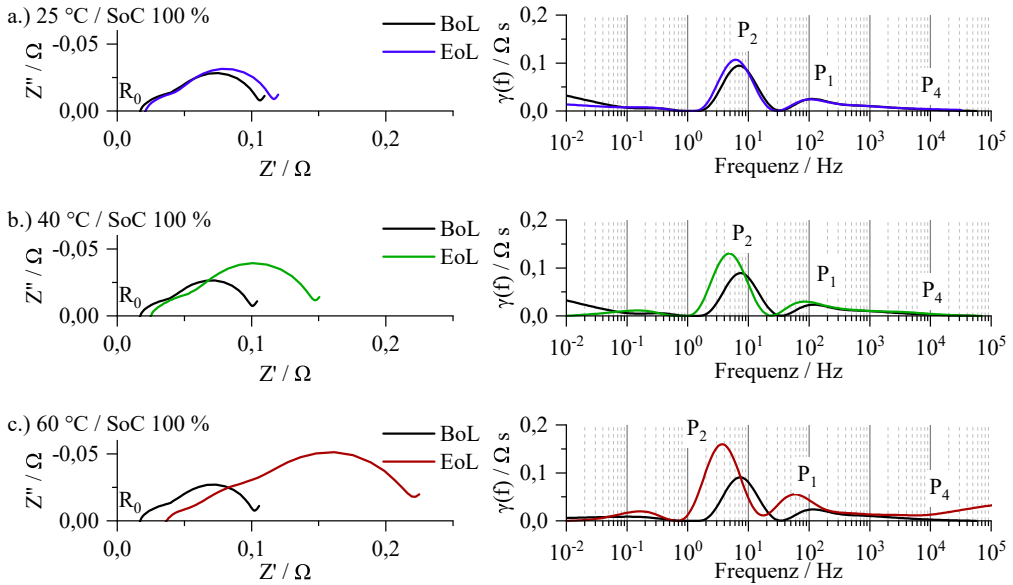 a.) 25 °C / SoC 100 %
-0,05
0,00
Z'' / Ω
R0
BoL
EoL
0,0
0,1
0,2
Z' / Ω
0,2
0,1
0,0
γ(f) / Ω s
P2
P1
P4
10-2 10-1 100 101 102 103 104 105
Frequenz / Hz
b.) 40 °C / SoC 100 %
-0,05
0,00
Z'' / Ω
R0
BoL
EoL
0,0
0,1
0,2
Z' / Ω
0,2
0,1
0,0
γ(f) / Ω s
P2
P1
P4
10-2 10-1 100 101 102 103 104 105
Frequenz / Hz
c.) 60 °C / SoC 100 %
-0,05
0,00
Z'' / Ω
R0
BoL
EoL
0,0
0,1
0,2
Z' / Ω
0,2
0,1
0,0
γ(f) / Ω s
P2
P1
P4
10-2 10-1 100 101 102 103 104 105
Frequenz / Hz